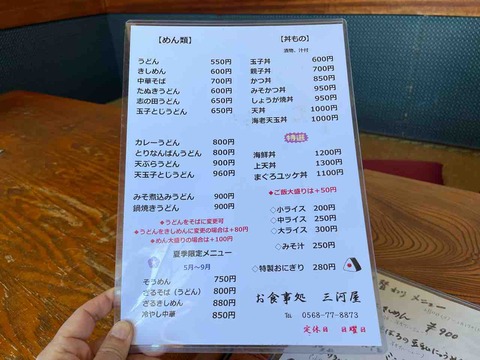 【めん類】
うどん 550円
きしめん 600円
中華そば 700円
たぬきうどん 650円
志の田うどん 650円
玉子とじうどん 650円
カレーうどん 800円
とりなんばんうどん 800円
天ぷらうどん 900円
天玉子とじうどん 960円
みそ煮込みうどん 900円
鍋焼きうどん 900円
*うどんをそばに変更可
*うどんをきしめんに変更の場合は+80円
*めん大盛りの場合は+100円
夏季限定メニュー
5月~9月
そうめん 750円
ざるそば(うどん) 800円
ざるきしめん 880円
冷やし中華 850円
【丼もの】
漬物、汁付
玉子丼 600円
親子丼 700円
かつ丼 850円
みそかつ丼 950円
しょうが焼丼 950円
天丼 1000円
海老天玉丼 1000円
特選
海鮮丼 1200円
上天丼 1300円
まぐろユッケ丼 1100円
*ご飯大盛りは+50円
◇小ライス 200円
◇中ライス 250円
◇大ライス 300円
◇みそ汁 250円
◇特製おにぎり 280円
お食事処 三河屋
TEL 0568-77-8873
定休日 日曜日
替わりメニュー
¥900